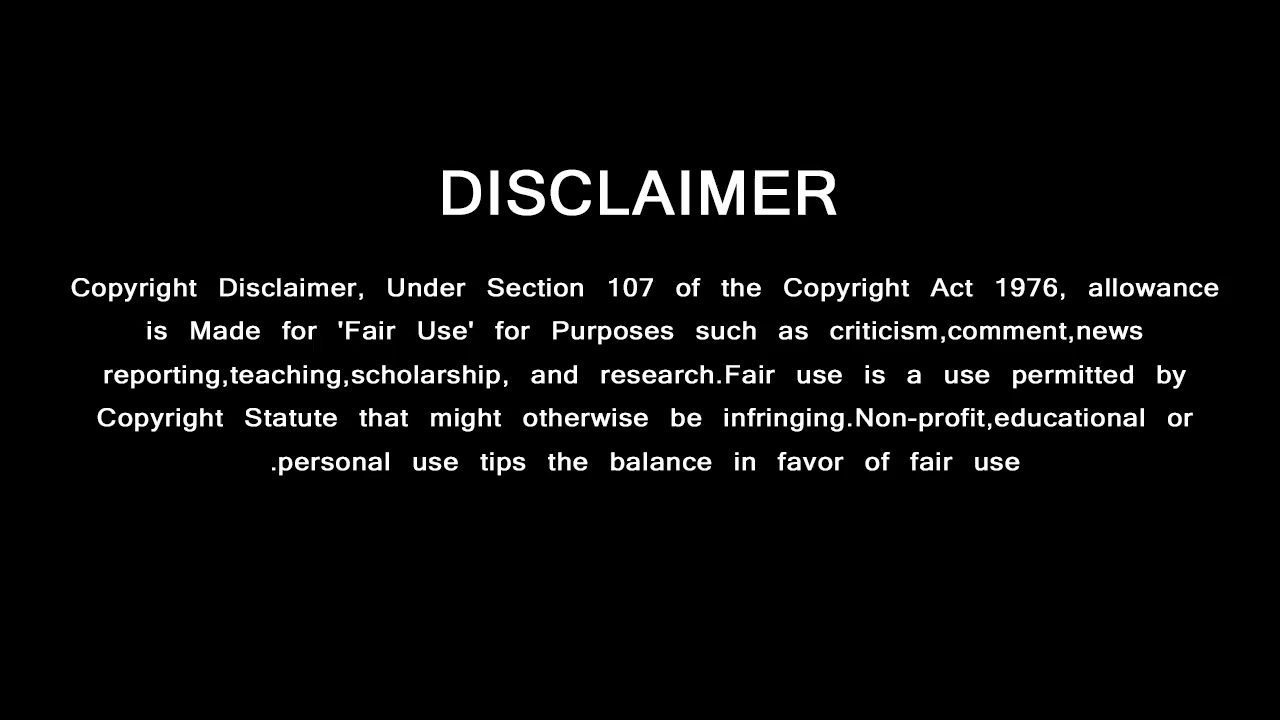 DISCLAIMER
Copyright Disclaimer, Under Section 107 of the Copyright Act 1976, allowance
is Made for 'Fair Use' for Purposes such as criticism,comment,news
reporting,teaching,scholarship, and research.Fair use is a use permitted by
Copyright Statute that might otherwise be infringing.Non-profit,educational or
.personal use tips the balance in favor of fair use